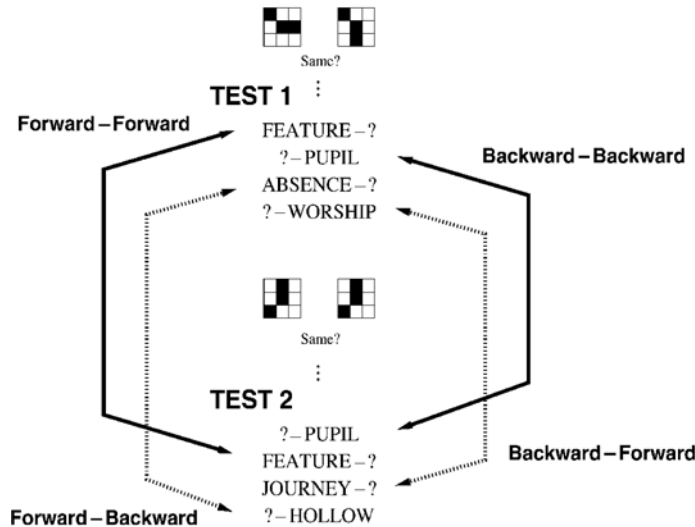 Same?
⋮
TEST 1
Forward – Forward
FEATURE – ?
? – PUPIL
Backward – Backward
ABSENCE – ?
? – WORSHIP
Same?
⋮
TEST 2
? – PUPIL
FEATURE – ?
Backward – Forward
JOURNEY – ?
Forward – Backward
? – HOLLOW